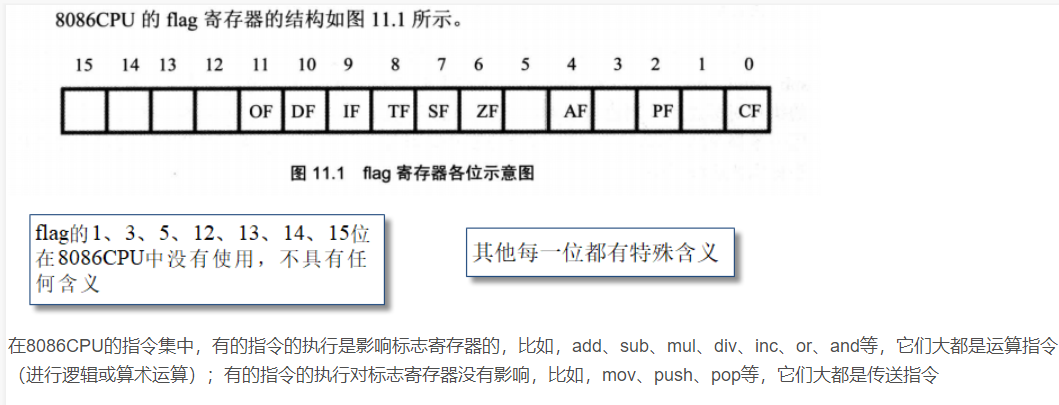 8086CPU 的 flag 寄存器的结构如图 11.1 所示。
15 14 13 12 11 10 9 8 7 6 5 4 3 2 1 0
OF DF IF TF SF ZF AF PF CF
图 11.1 flag 寄存器各位示意图
flag的1、3、5、12、13、14、15位
在8086CPU中没有使用，不具有任
何含义
其他每一位都有特殊含义
在8086CPU的指令集中，有的指令的执行是影响标志寄存器的，比如，add、sub、mul、div、inc、or、and等，它们大都是运算指令
（进行逻辑或算术运算）；有的指令的执行对标志寄存器没有影响，比如，mov、push、pop等，它们大都是传送指令